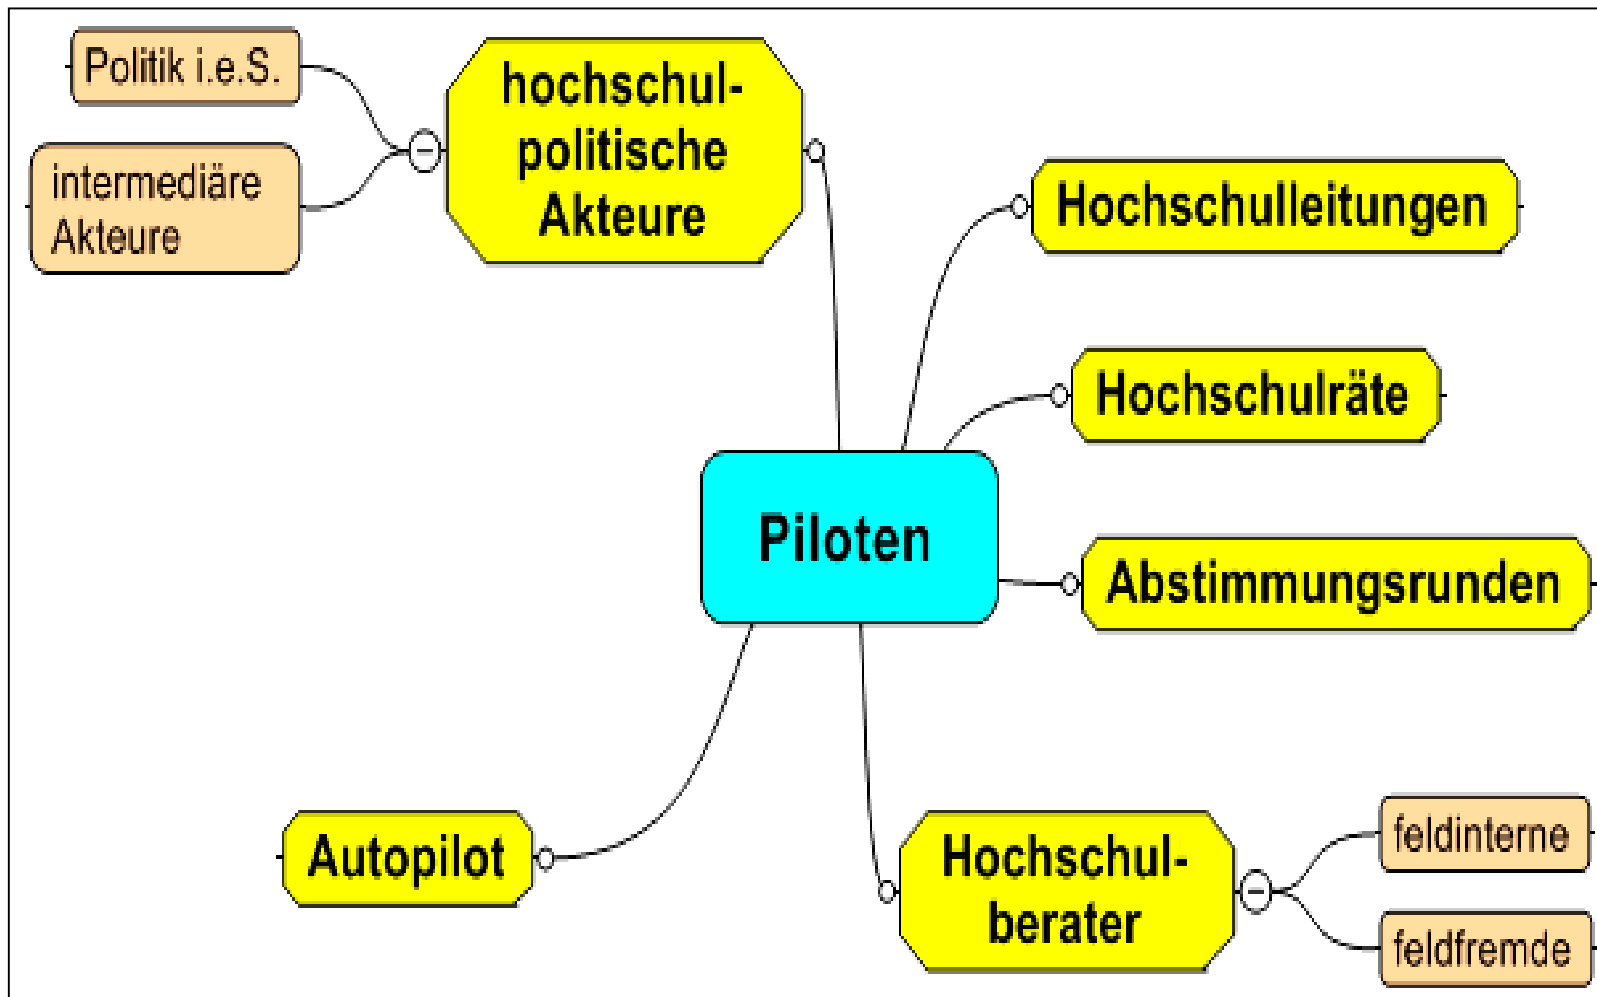 Politik i.e.S.
intermediäre
Akteure
hochschul-
politische
Akteure
Hochschulleitungen
Hochschulräte
Piloten
Abstimmungsrunden
Autopilot
Hochschul-
berater
feldinterne
feldfremde